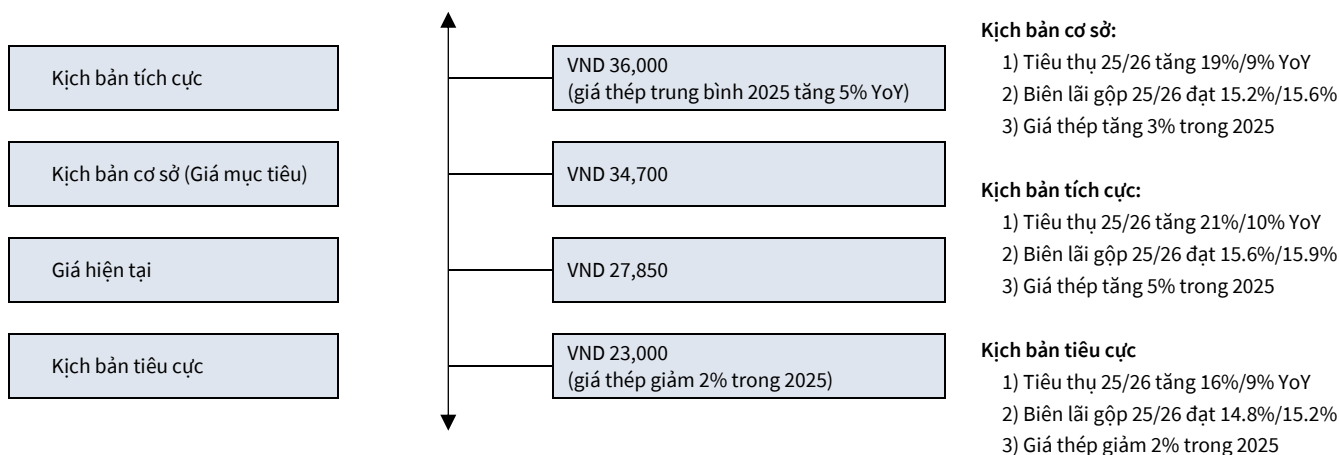 Kịch bản tích cực
VND 36,000
(giá thép trung bình 2025 tăng 5% YoY)
Kịch bản cơ sở (Giá mục tiêu)
VND 34,700
Giá hiện tại
VND 27,850
Kịch bản tiêu cực
VND 23,000
(giá thép giảm 2% trong 2025)
Kịch bản cơ sở:
1) Tiêu thụ 25/26 tăng 19%/9% YoY
2) Biên lãi gộp 25/26 đạt 15.2%/15.6%
3) Giá thép tăng 3% trong 2025
Kịch bản tích cực:
1) Tiêu thụ 25/26 tăng 21%/10% YoY
2) Biên lãi gộp 25/26 đạt 15.6%/15.9%
3) Giá thép tăng 5% trong 2025
Kịch bản tiêu cực
1) Tiêu thụ 25/26 tăng 16%/9% YoY
2) Biên lãi gộp 25/26 đạt 14.8%/15.2%
3) Giá thép giảm 2% trong 2025